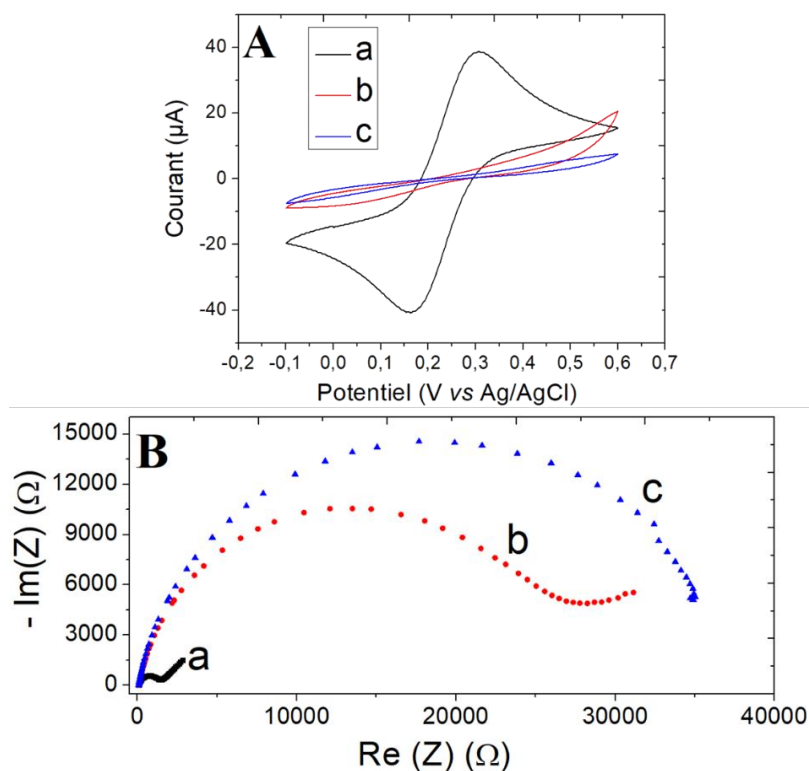 A
a
b
c
40
20
0
-20
-40
Courant (µA)
-0,2 -0,1 0,0 0,1 0,2 0,3 0,4 0,5 0,6 0,7
Potentiel (V vs Ag/AgCl)
B
15000
12000
9000
6000
3000
0
- Im(Z) (Ω)
c
b
a
0 10000 20000 30000 40000
Re (Z) (Ω)